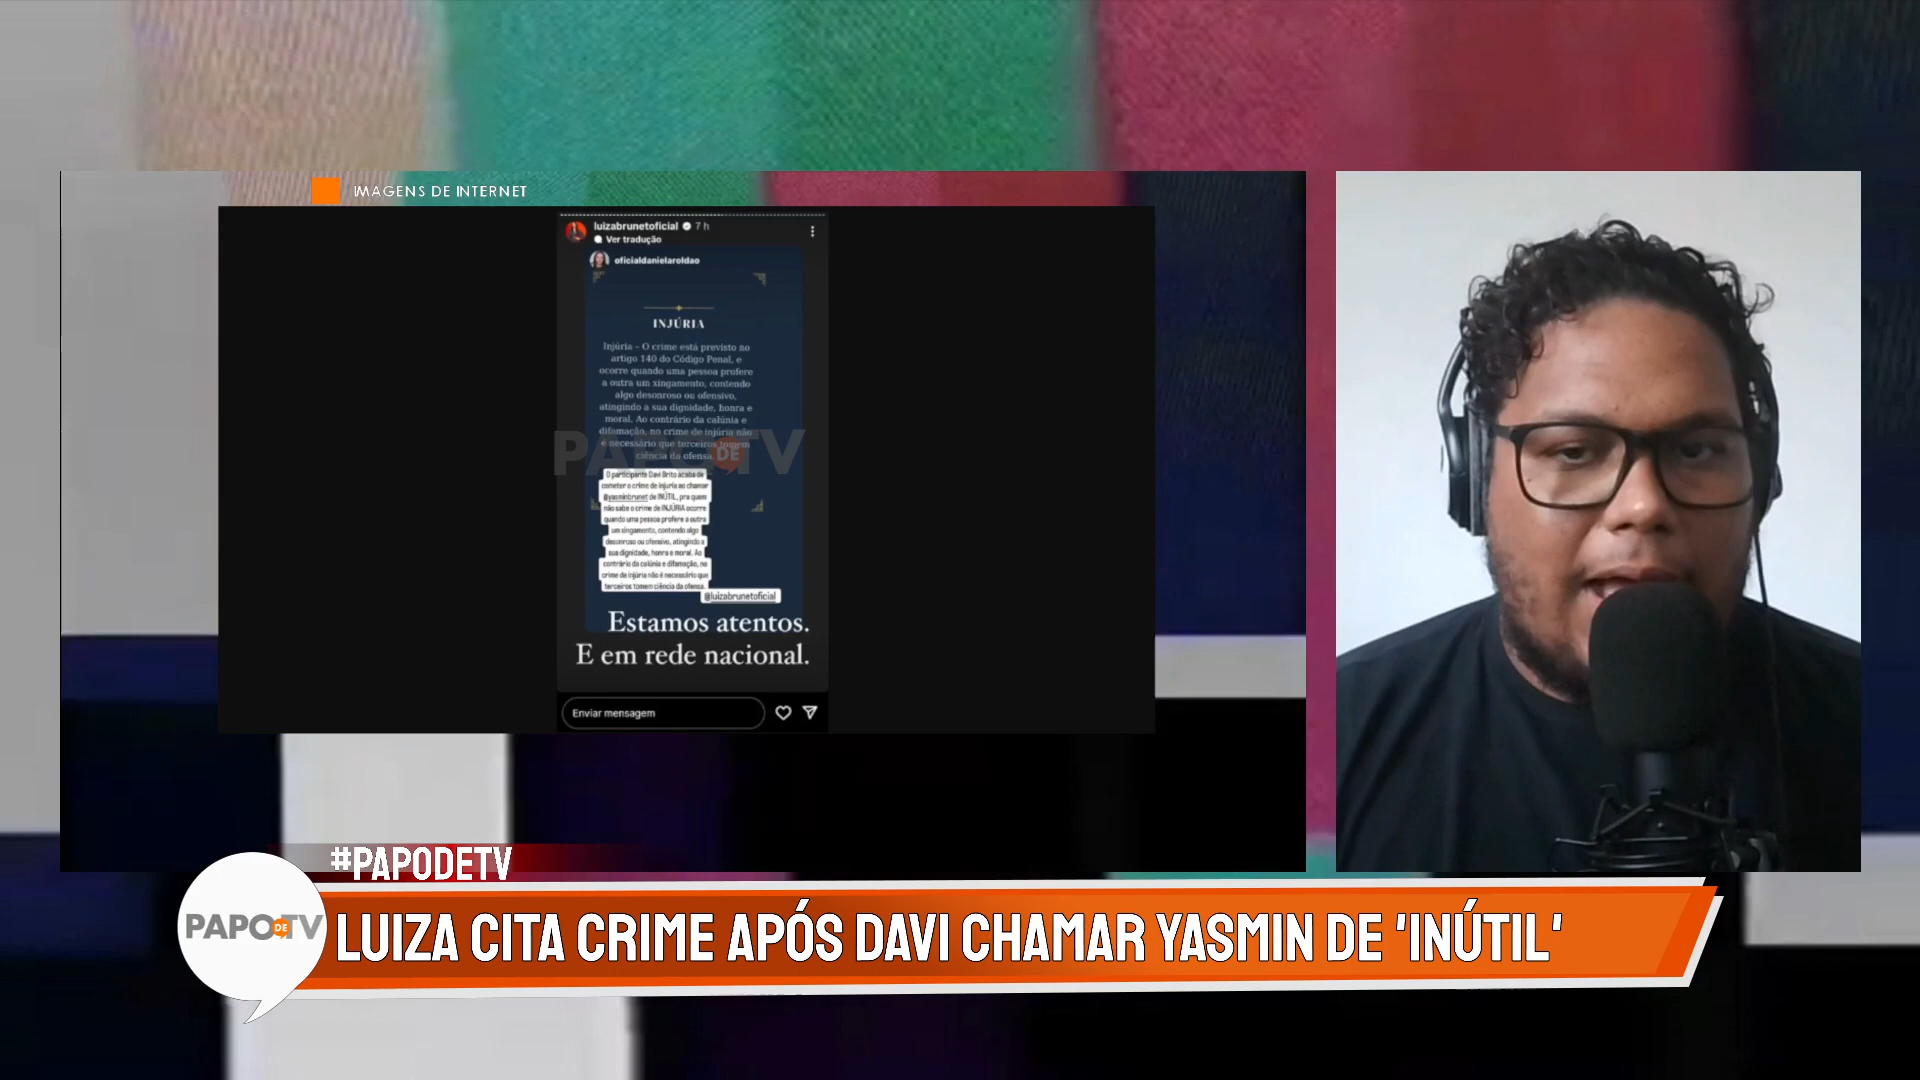 IMAGENS DE INTERNET
luizabrunetoficial 7 h
Ver tradução
oficialdanielaroldao
INJÚRIA
Injúria – O crime está previsto no
artigo 140 do Código Penal, e
ocorre quando uma pessoa profere
a outra um xingamento, contendo
algo desonroso ou ofensivo,
atingindo a sua dignidade, honra e
moral. Ao contrário da calúnia e
difamação, no crime de injúria não
é necessário que terceiros tomem
ciência da ofensa.
PAPO DE TV
O participante Davi Brito acaba de
cometer o crime de injuria ao chamar
@yasminbrunet de INÚTIL, pra quem
não sabe o crime de INJÚRIA ocorre
quando uma pessoa profere a outra
um xingamento, contendo algo
desonroso ou ofensivo, atingindo a
sua dignidade, honra e moral. Ao
contrário da calúnia e difamação, no
crime de injúria não é necessário que
terceiros tomem ciência da ofensa.
@luizabrunetoficial
Estamos atentos.
E em rede nacional.
Enviar mensagem
#PAPODETV
PAPO DE TV
LUIZA CITA CRIME APÓS DAVI CHAMAR YASMIN DE 'INÚTIL'